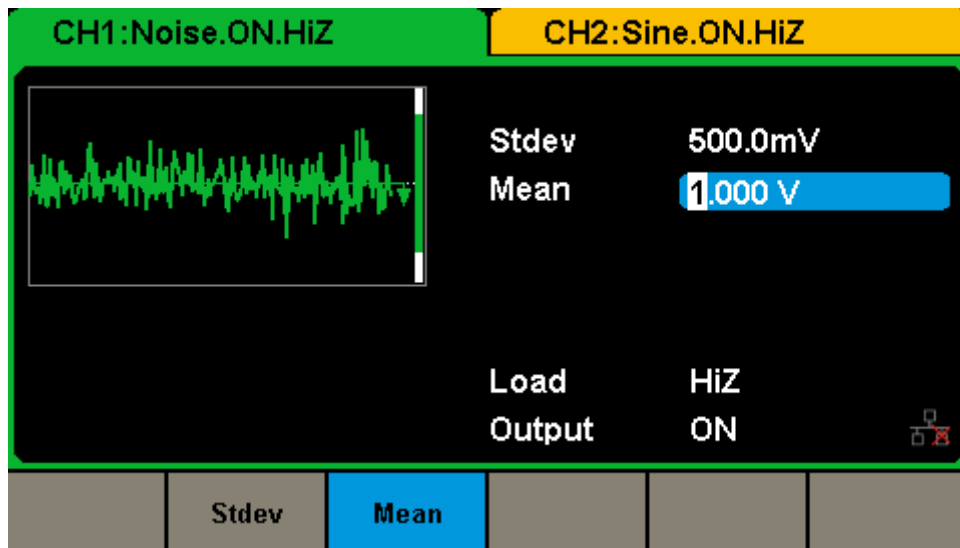 CH1:Noise.ON.HiZ CH2:Sine.ON.HiZ
Stdev 500.0mV
Mean 1.000 V
Load HiZ
Output ON
Stdev Mean